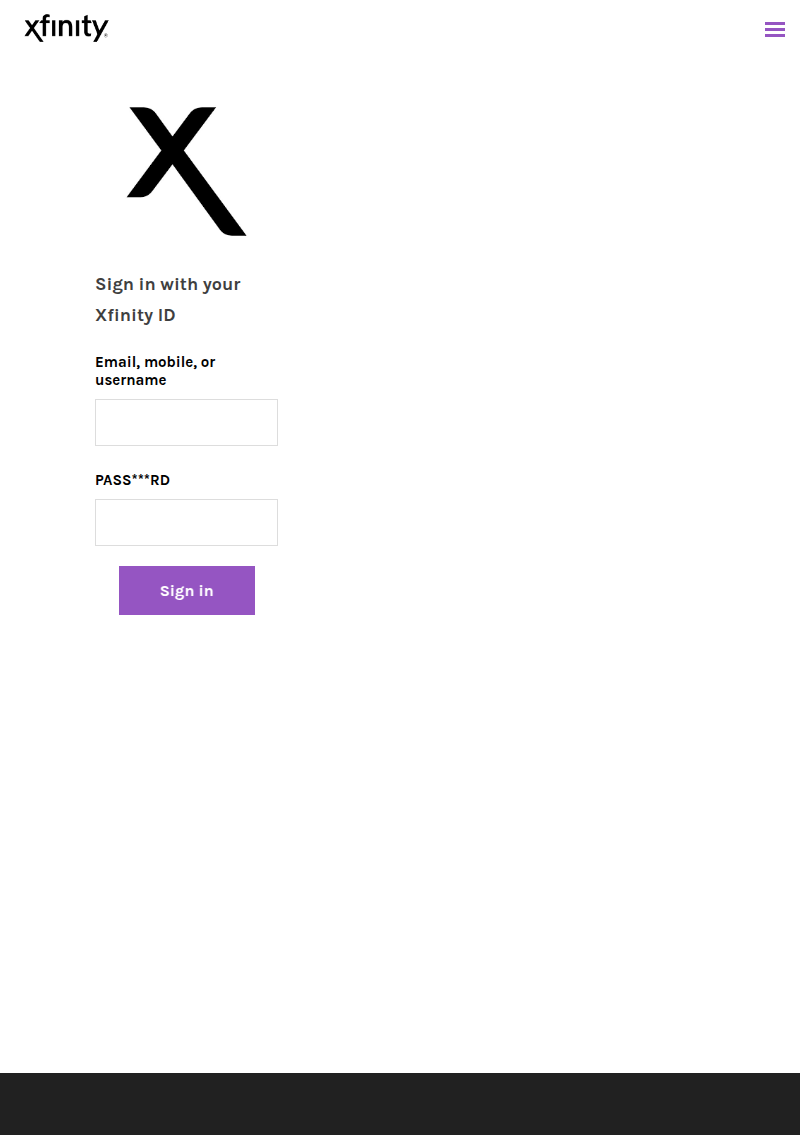 xfinity
X
Sign in with your
Xfinity ID
Email, mobile, or
username
PASS***RD
Sign in